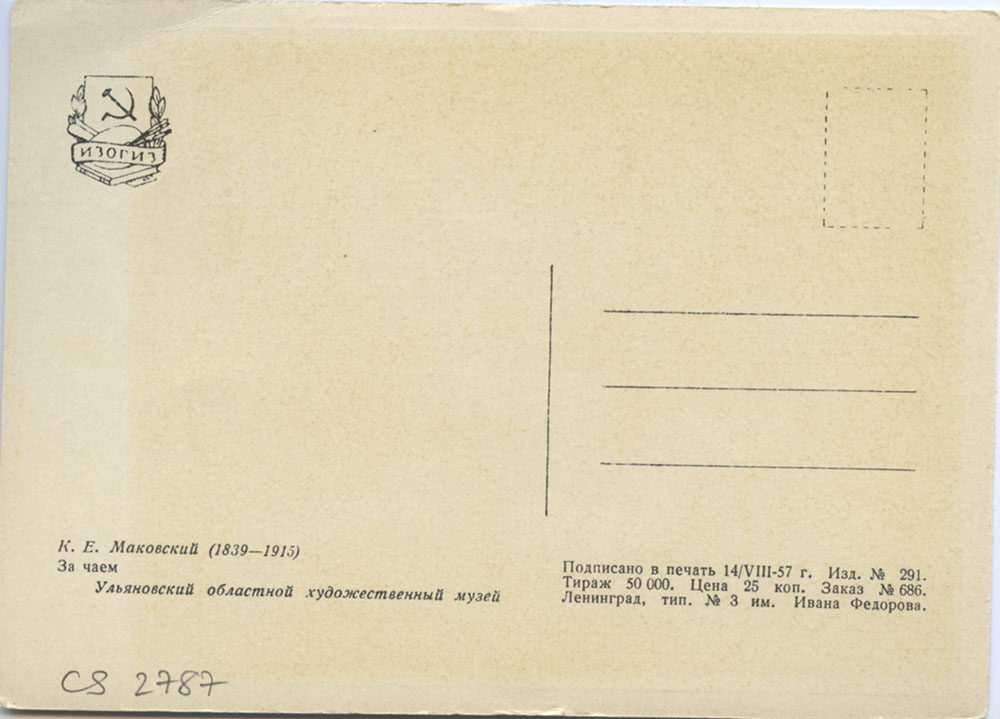 ИЗОГИЗ
К. Е. Маковский (1839—1915)
За чаем
Ульяновский областной художественный музей
Подписано в печать 14/VIII-57 г. Изд. № 291.
Тираж 50 000. Цена 25 коп. Заказ № 686.
Ленинград, тип. № 3 им. Ивана Федорова.
CS 2787